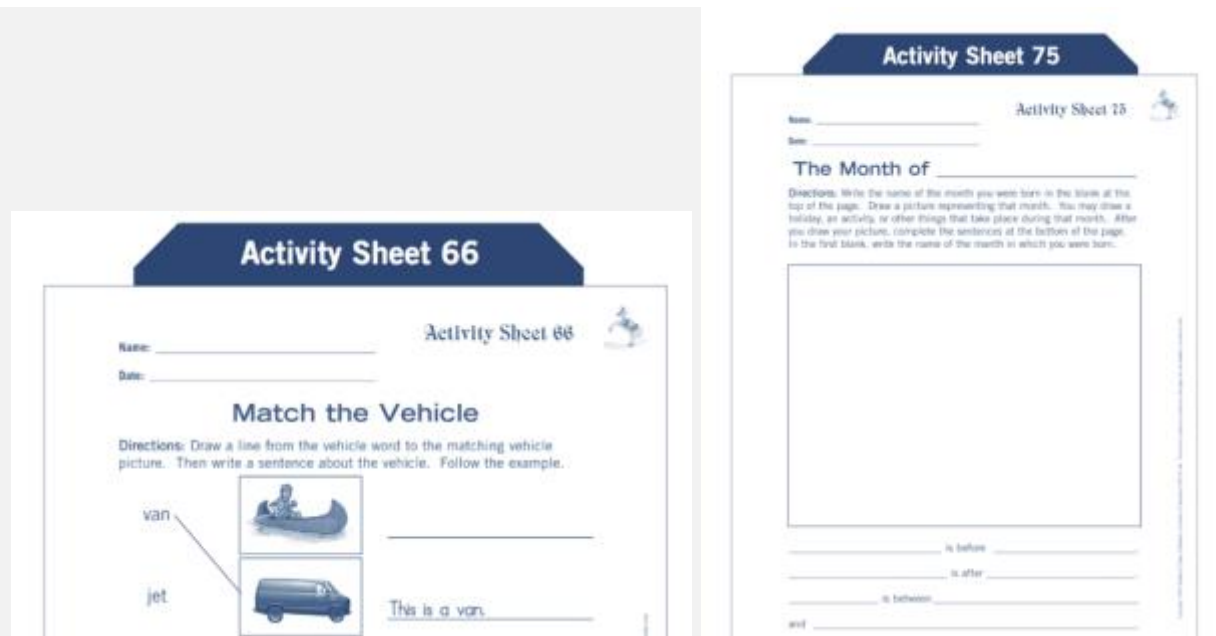 Activity Sheet 66
Activity Sheet 66
Name:
Date:
Match the Vehicle
Directions: Draw a line from the vehicle word to the matching vehicle
picture. Then write a sentence about the vehicle. Follow the example.
van
jet
This is a van.
Activity Sheet 75
Activity Sheet 75
Name:
Date:
The Month of
Directions: Write the name of the month you were born in the blank at the
top of the page. Draw a picture representing that month. You may draw a
holiday, an activity, or other things that take place during that month. After
you draw your picture, complete the sentences at the bottom of the page.
In the first blank, write the name of the month in which you were born.
is before
is after
is between
and